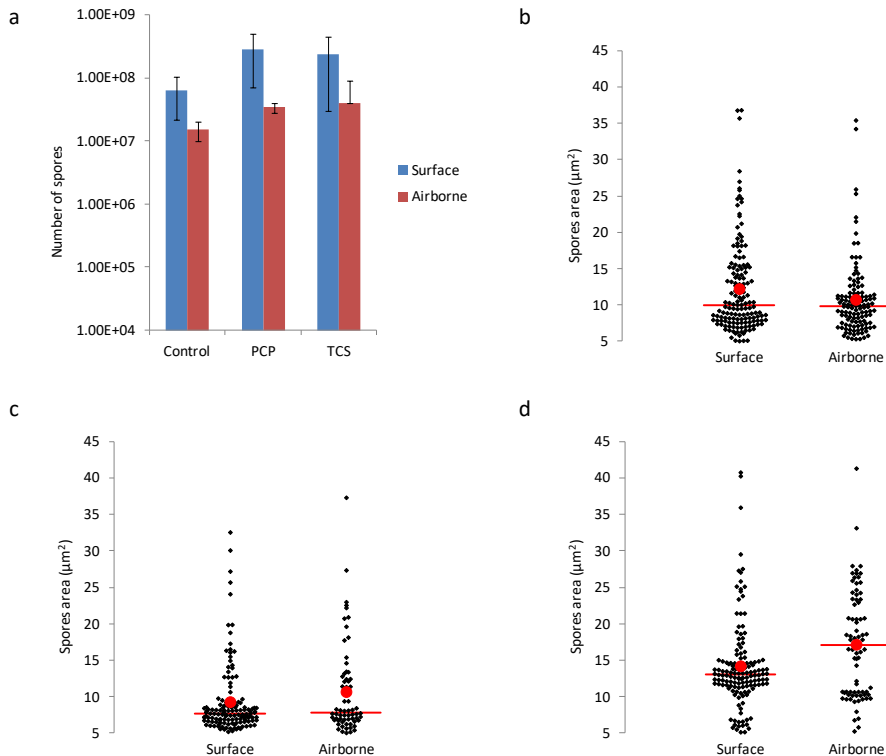 a
1.00E+09
1.00E+08
1.00E+07
1.00E+06
1.00E+05
1.00E+04
Number of spores
Control PCP TCS
Surface
Airborne
b
45
40
35
30
25
20
15
10
5
Spores area (µm²)
Surface Airborne
c
45
40
35
30
25
20
15
10
5
Spores area (µm²)
Surface Airborne
d
45
40
35
30
25
20
15
10
5
Spores area (µm²)
Surface Airborne